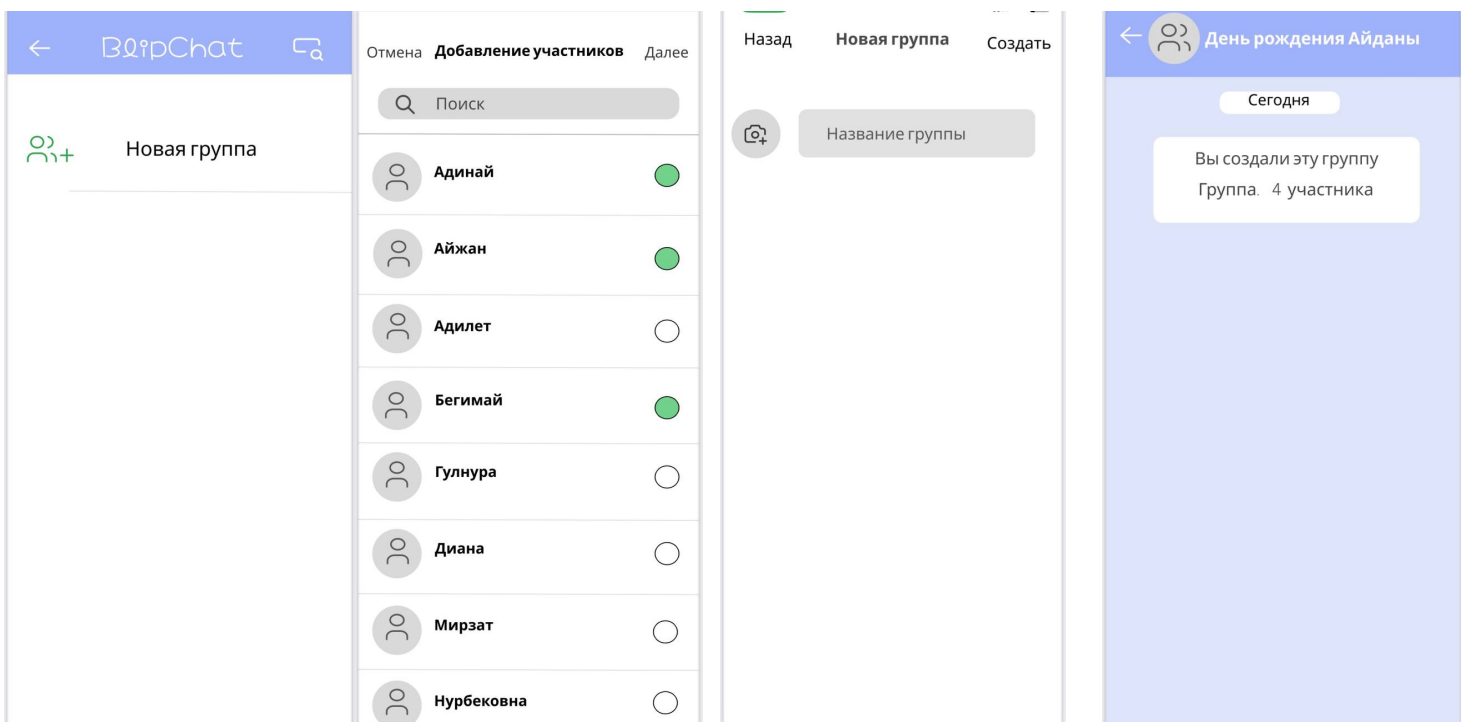 BlipChat
Новая группа
Отмена Добавление участников Далее
Поиск
Адинай
Айжан
Адилет
Бегимай
Гулнура
Диана
Мирзат
Нурбековна
Назад Новая группа Создать
Название группы
День рождения Айданы
Сегодня
Вы создали эту группу
Группа. 4 участника